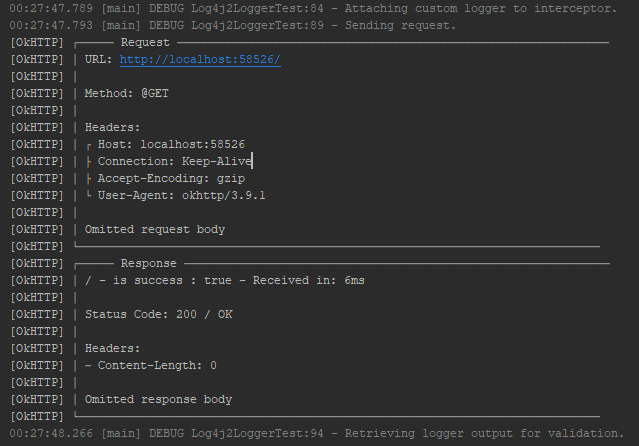 00:27:47.789 [main] DEBUG Log4j2LoggerTest:84 - Attaching custom logger to interceptor.
00:27:47.793 [main] DEBUG Log4j2LoggerTest:89 - Sending request.
[OkHTTP] ┌────── Request ──────────────────────────────────────────────────────────────────
[OkHTTP] | URL: http://localhost:58526/
[OkHTTP] |
[OkHTTP] | Method: @GET
[OkHTTP] |
[OkHTTP] | Headers:
[OkHTTP] | ┌ Host: localhost:58526
[OkHTTP] | ├ Connection: Keep-Alive
[OkHTTP] | ├ Accept-Encoding: gzip
[OkHTTP] | └ User-Agent: okhttp/3.9.1
[OkHTTP] |
[OkHTTP] | Omitted request body
[OkHTTP] └───────────────────────────────────────────────────────────────────────────────
[OkHTTP] ┌────── Response ─────────────────────────────────────────────────────────────────
[OkHTTP] | / - is success : true - Received in: 6ms
[OkHTTP] |
[OkHTTP] | Status Code: 200 / OK
[OkHTTP] |
[OkHTTP] | Headers:
[OkHTTP] | ─ Content-Length: 0
[OkHTTP] |
[OkHTTP] | Omitted response body
[OkHTTP] └───────────────────────────────────────────────────────────────────────────────
00:27:48.266 [main] DEBUG Log4j2LoggerTest:94 - Retrieving logger output for validation.